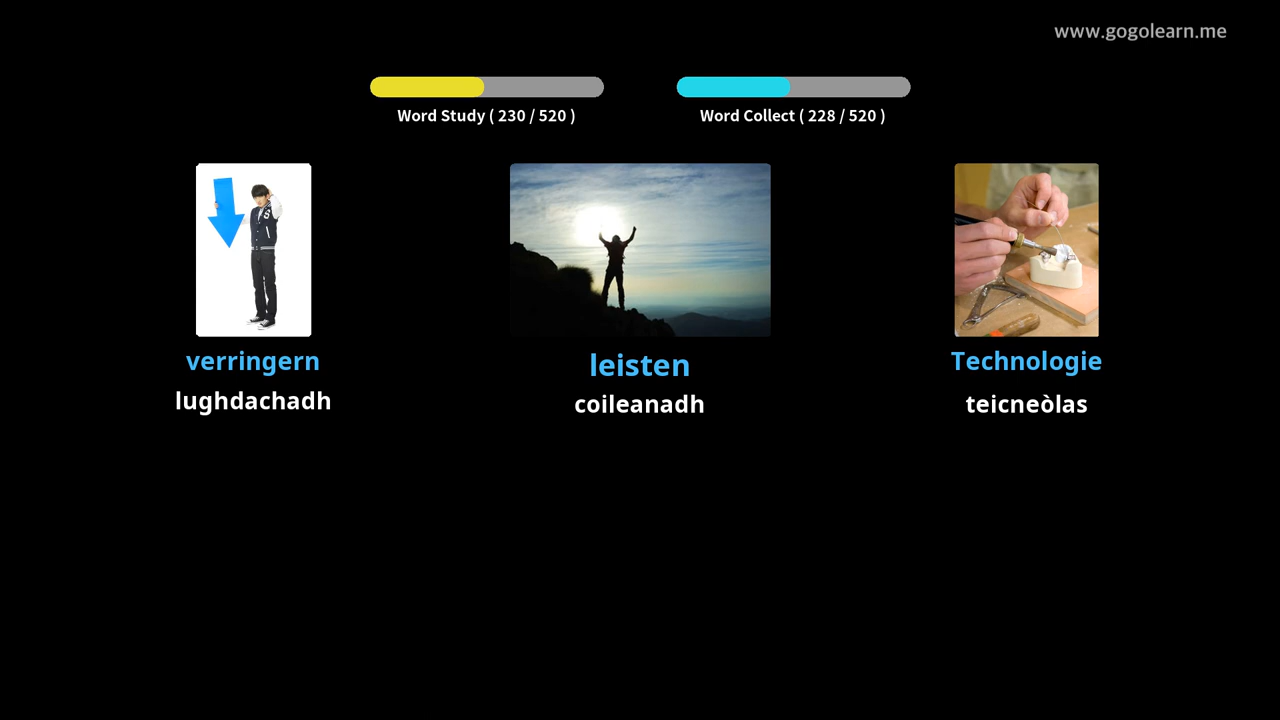 www.gogolearn.me
Word Study ( 230 / 520 )
Word Collect ( 228 / 520 )
verringern
lughdachadh
leisten
coileanadh
Technologie
teicneòlas